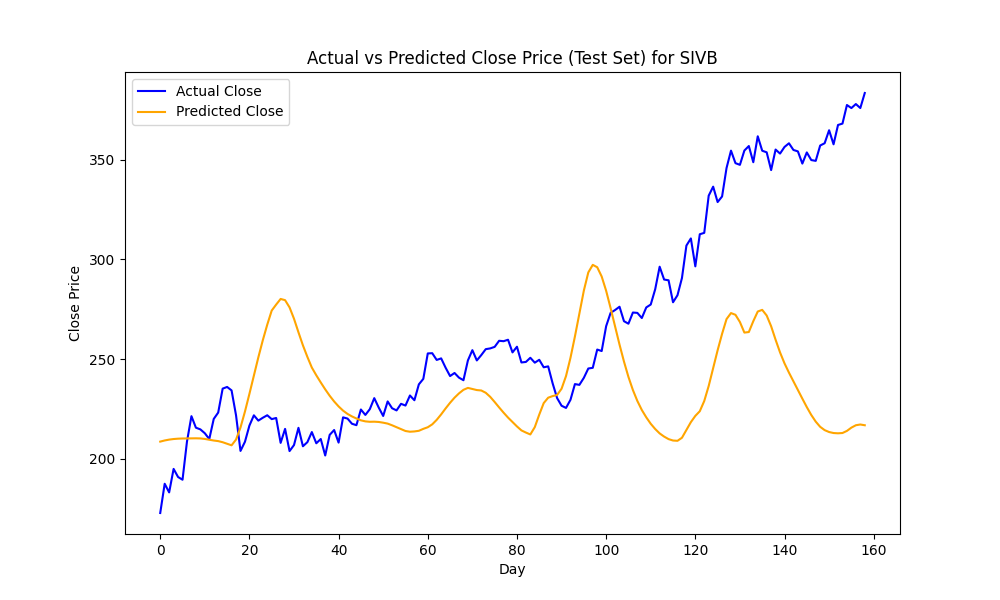 Actual vs Predicted Close Price (Test Set) for SIVB
Actual Close
Predicted Close
Close Price
350
300
250
200
0 20 40 60 80 100 120 140 160
Day